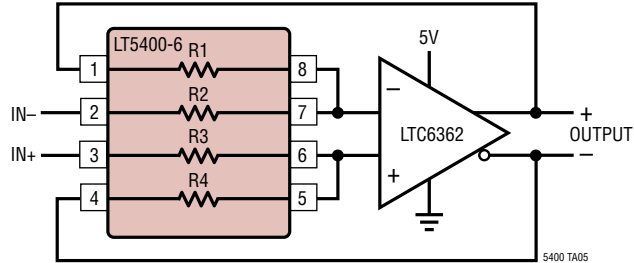 LT5400-6
5V
1
R1
8
IN–
2
R2
7
–
LTC6362
+
OUTPUT
–
IN+
3
R3
6
+
4
R4
5
5400 TA05